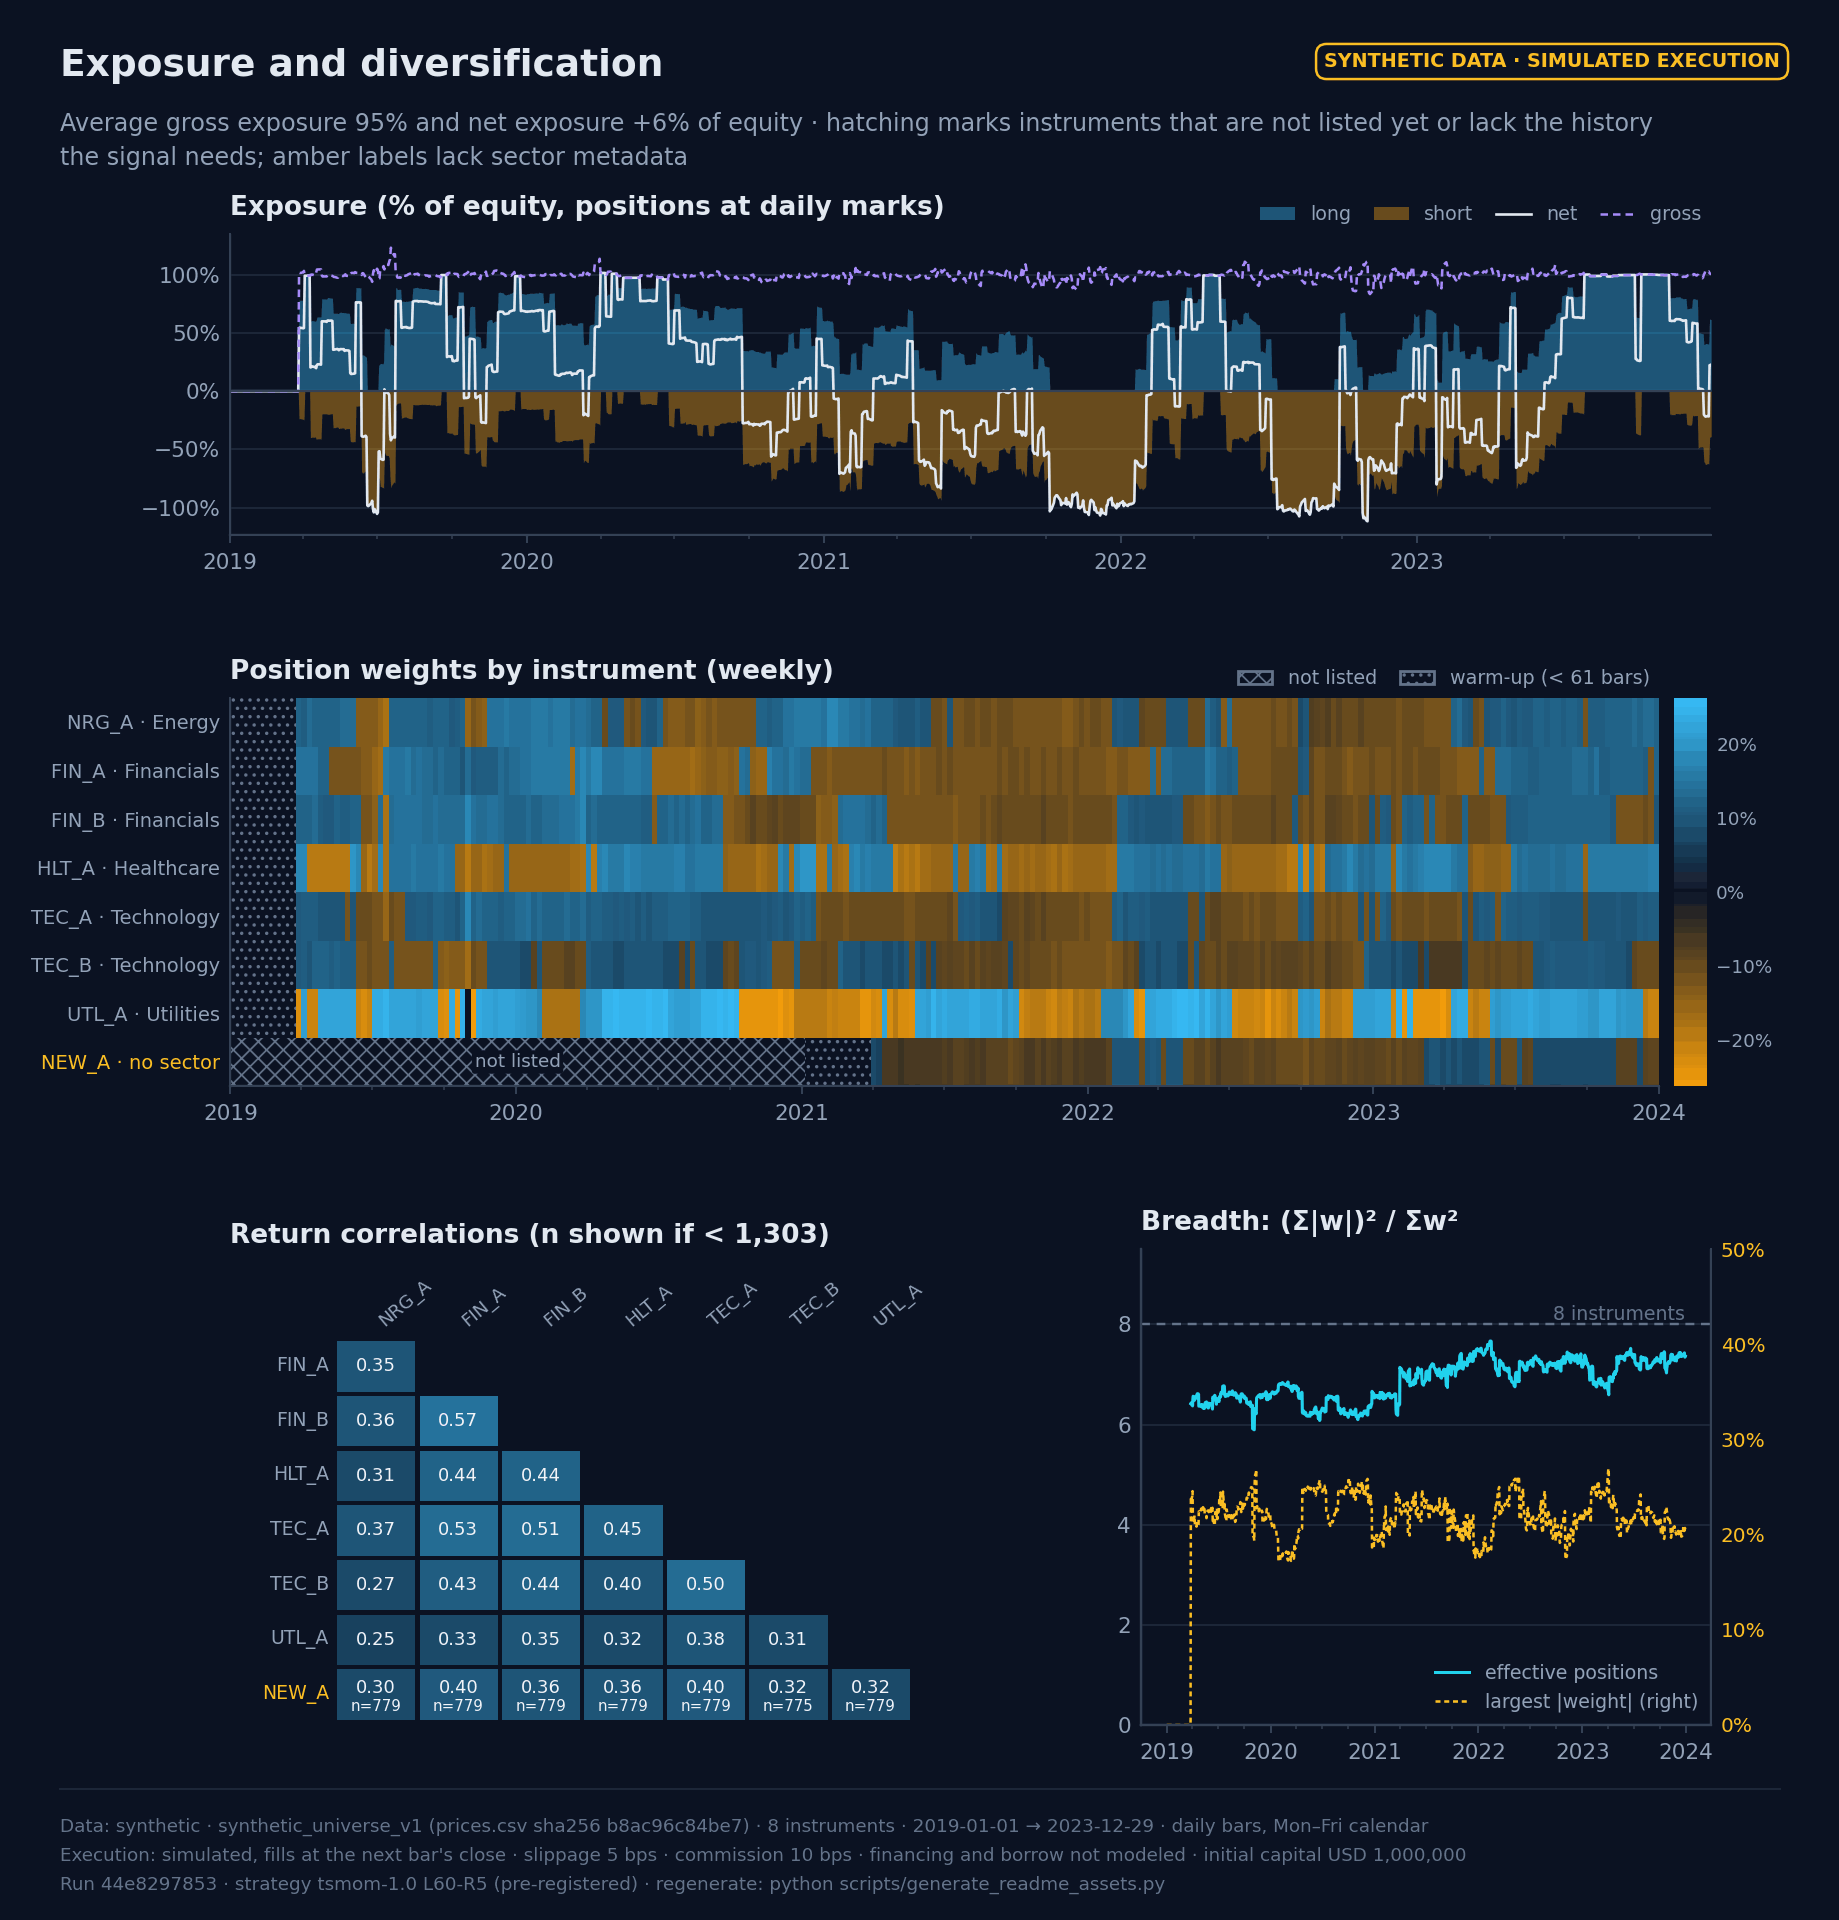 Exposure and diversification
SYNTHETIC DATA · SIMULATED EXECUTION
Average gross exposure 95% and net exposure +6% of equity · hatching marks instruments that are not listed yet or lack the history
the signal needs; amber labels lack sector metadata
Exposure (% of equity, positions at daily marks)
long short net gross
100%
50%
0%
−50%
−100%
2019 2020 2021 2022 2023
Position weights by instrument (weekly)
not listed warm-up (< 61 bars)
NRG_A · Energy
FIN_A · Financials
FIN_B · Financials
HLT_A · Healthcare
TEC_A · Technology
TEC_B · Technology
UTL_A · Utilities
NEW_A · no sector
not listed
20%
10%
0%
−10%
−20%
2019 2020 2021 2022 2023 2024
Return correlations (n shown if < 1,303)
NRG_A FIN_A FIN_B HLT_A TEC_A TEC_B UTL_A
FIN_A 0.35
FIN_B 0.36 0.57
HLT_A 0.31 0.44 0.44
TEC_A 0.37 0.53 0.51 0.45
TEC_B 0.27 0.43 0.44 0.40 0.50
UTL_A 0.25 0.33 0.35 0.32 0.38 0.31
NEW_A 0.30 0.40 0.36 0.36 0.40 0.32 0.32
n=779 n=779 n=779 n=779 n=779 n=775 n=779
Breadth: (Σ|w|)² / Σw²
8 instruments
8
6
4
2
0
50%
40%
30%
20%
10%
0%
effective positions
largest |weight| (right)
2019 2020 2021 2022 2023 2024
Data: synthetic · synthetic_universe_v1 (prices.csv sha256 b8ac96c84be7) · 8 instruments · 2019-01-01 → 2023-12-29 · daily bars, Mon–Fri calendar
Execution: simulated, fills at the next bar's close · slippage 5 bps · commission 10 bps · financing and borrow not modeled · initial capital USD 1,000,000
Run 44e8297853 · strategy tsmom-1.0 L60-R5 (pre-registered) · regenerate: python scripts/generate_readme_assets.py